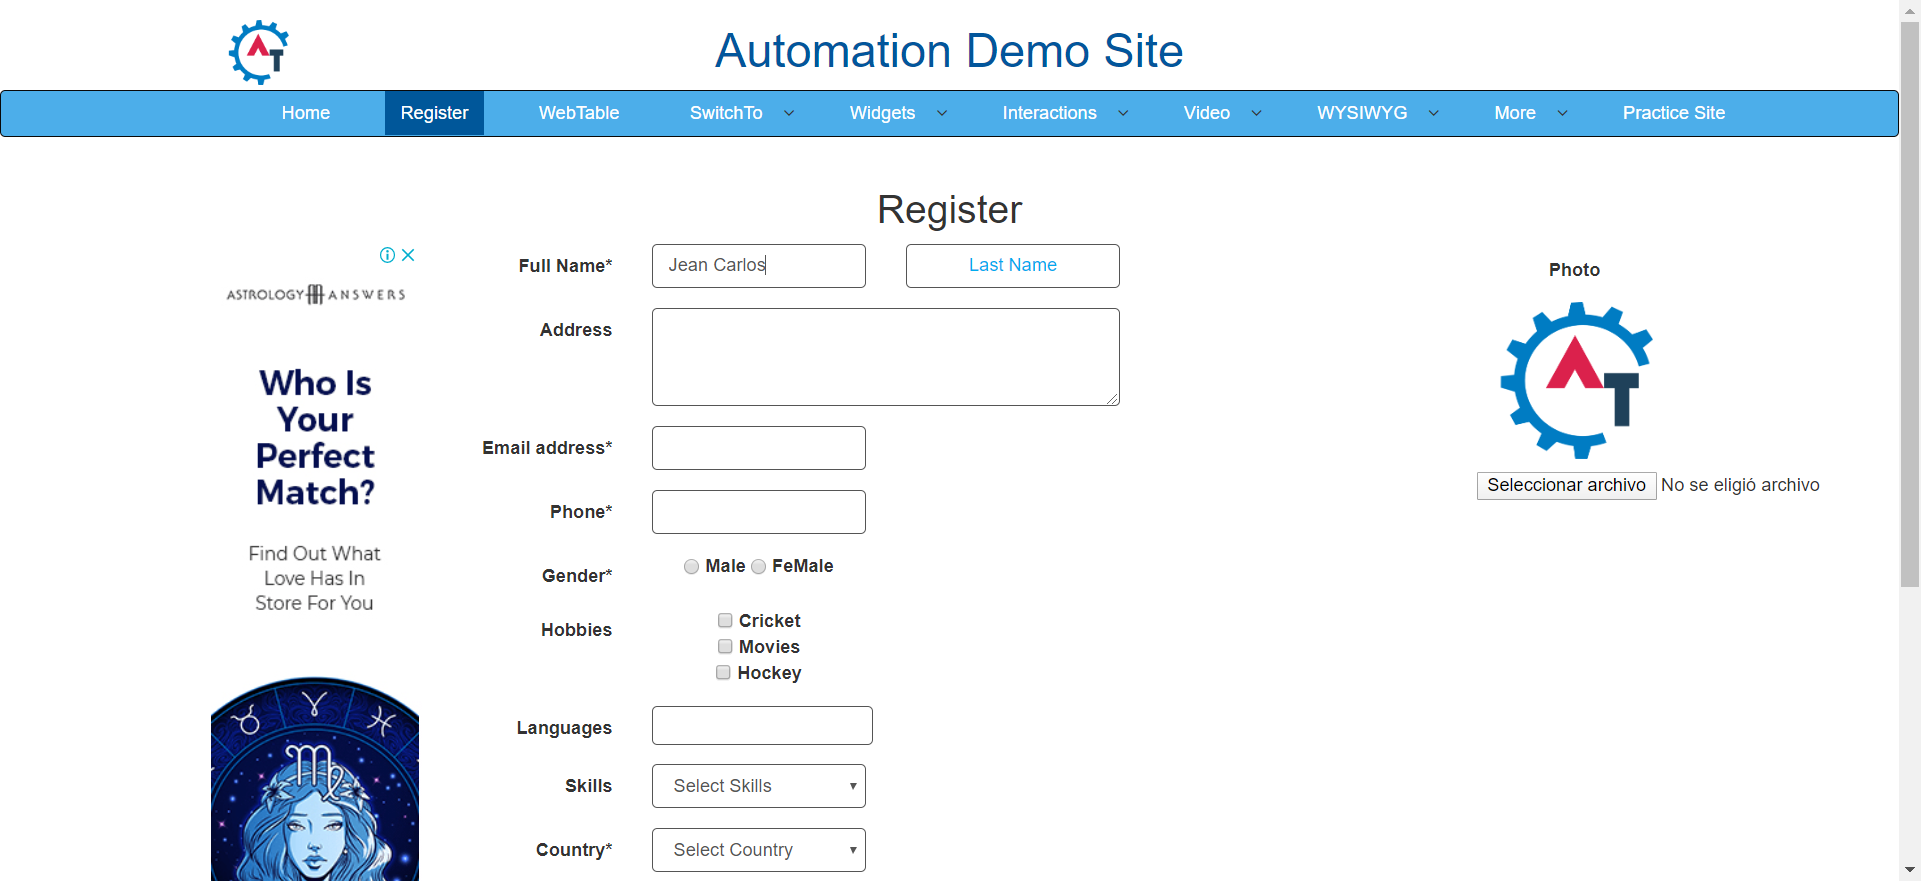 Automation Demo Site
Home Register WebTable SwitchTo Widgets Interactions Video WYSIWYG More Practice Site
Register
ASTROLOGY ANSWERS
Who Is
Your
Perfect
Match?
Find Out What
Love Has In
Store For You
Full Name* Jean Carlos Last Name
Address
Email address*
Phone*
Gender* Male FeMale
Hobbies Cricket
Movies
Hockey
Languages
Skills Select Skills
Country* Select Country
Photo
AT
Seleccionar archivo No se eligió archivo